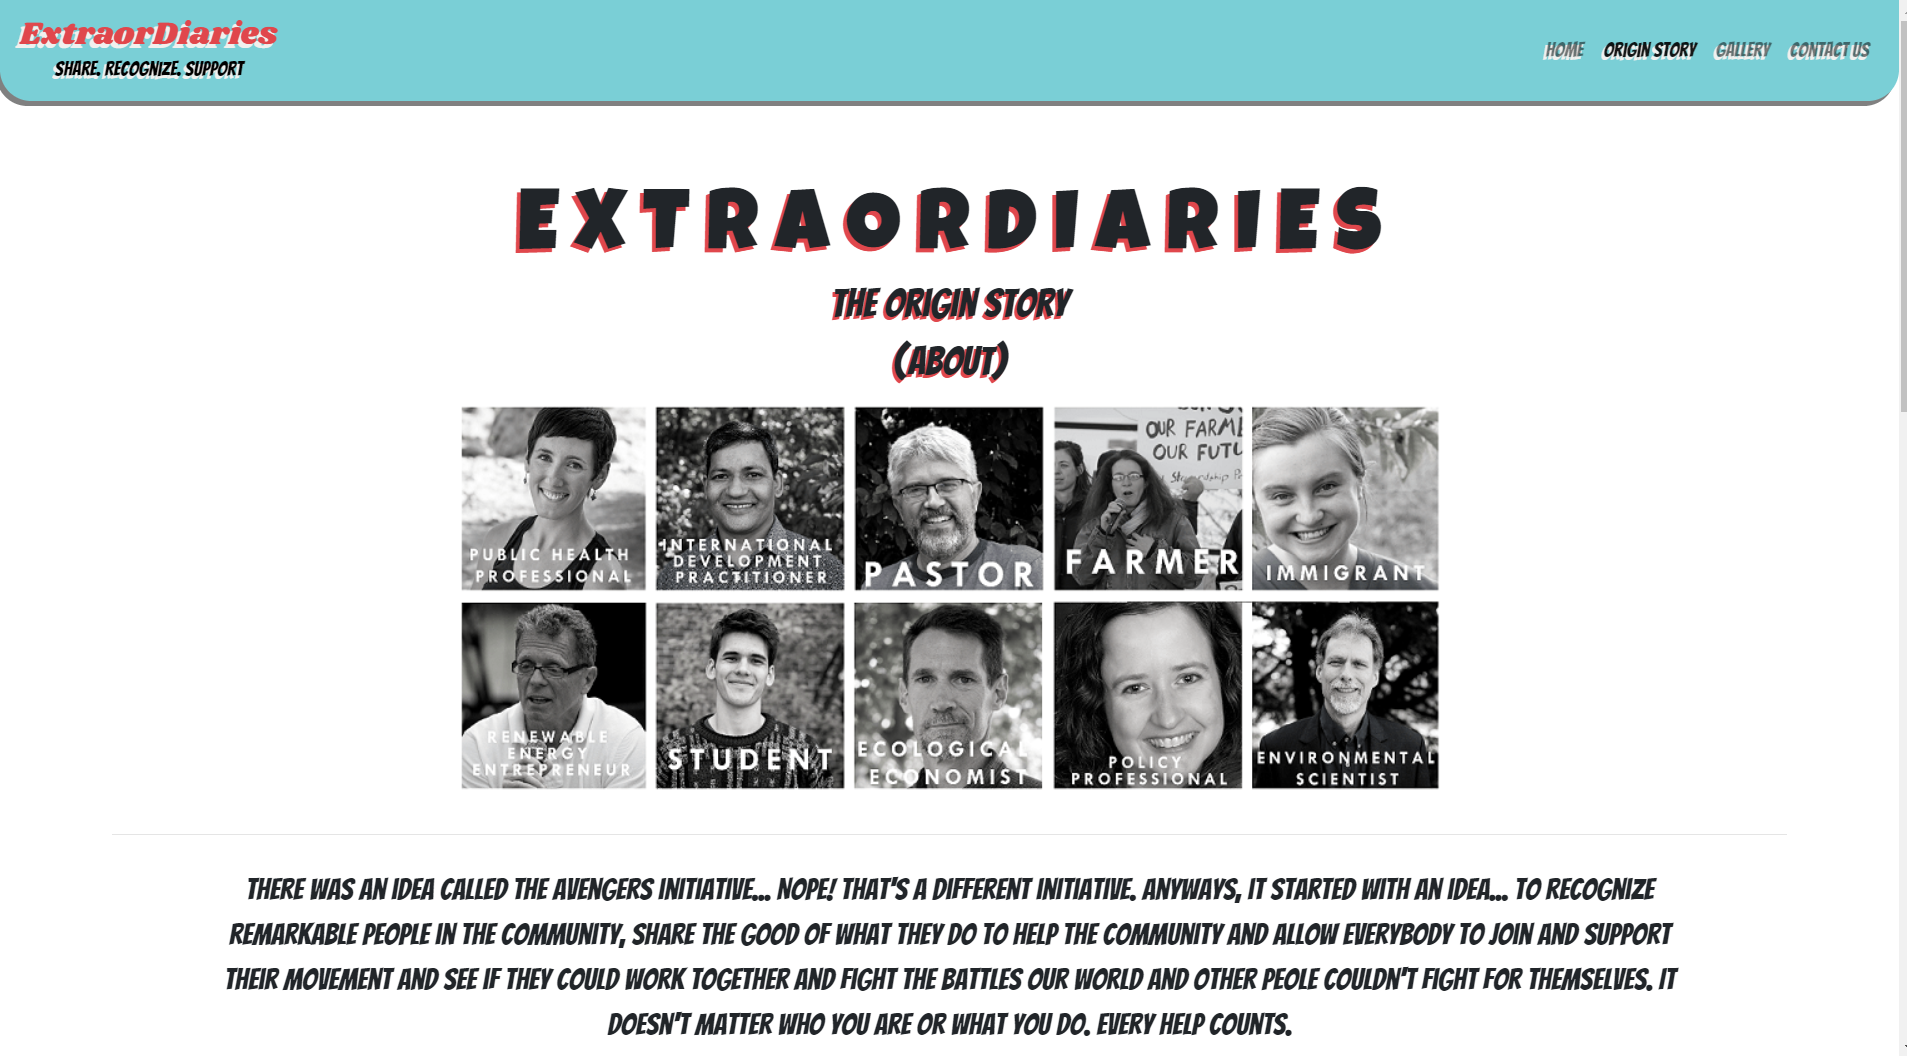 ExtraorDiaries
SHARE. RECOGNIZE. SUPPORT
HOME ORIGIN STORY GALLERY CONTACT US
EXTRAORDIARIES
THE ORIGIN STORY
(ABOUT)
OUR FARM
OUR FUTU
PUBLIC HEALTH
PROFESSIONAL
INTERNATIONAL
DEVELOPMENT
PRACTITIONER
PASTOR
FARMER
IMMIGRANT
RENEWABLE
ENERGY
ENTREPRENEUR
STUDENT
ECOLOGICAL
ECONOMIST
POLICY
PROFESSIONAL
ENVIRONMENTAL
SCIENTIST
THERE WAS AN IDEA CALLED THE AVENGERS INITIATIVE... NOPE! THAT'S A DIFFERENT INITIATIVE. ANYWAYS, IT STARTED WITH AN IDEA... TO RECOGNIZE
REMARKABLE PEOPLE IN THE COMMUNITY, SHARE THE GOOD OF WHAT THEY DO TO HELP THE COMMUNITY AND ALLOW EVERYBODY TO JOIN AND SUPPORT
THEIR MOVEMENT AND SEE IF THEY COULD WORK TOGETHER AND FIGHT THE BATTLES OUR WORLD AND OTHER PEOLE COULDN'T FIGHT FOR THEMSELVES. IT
DOESN'T MATTER WHO YOU ARE OR WHAT YOU DO. EVERY HELP COUNTS.